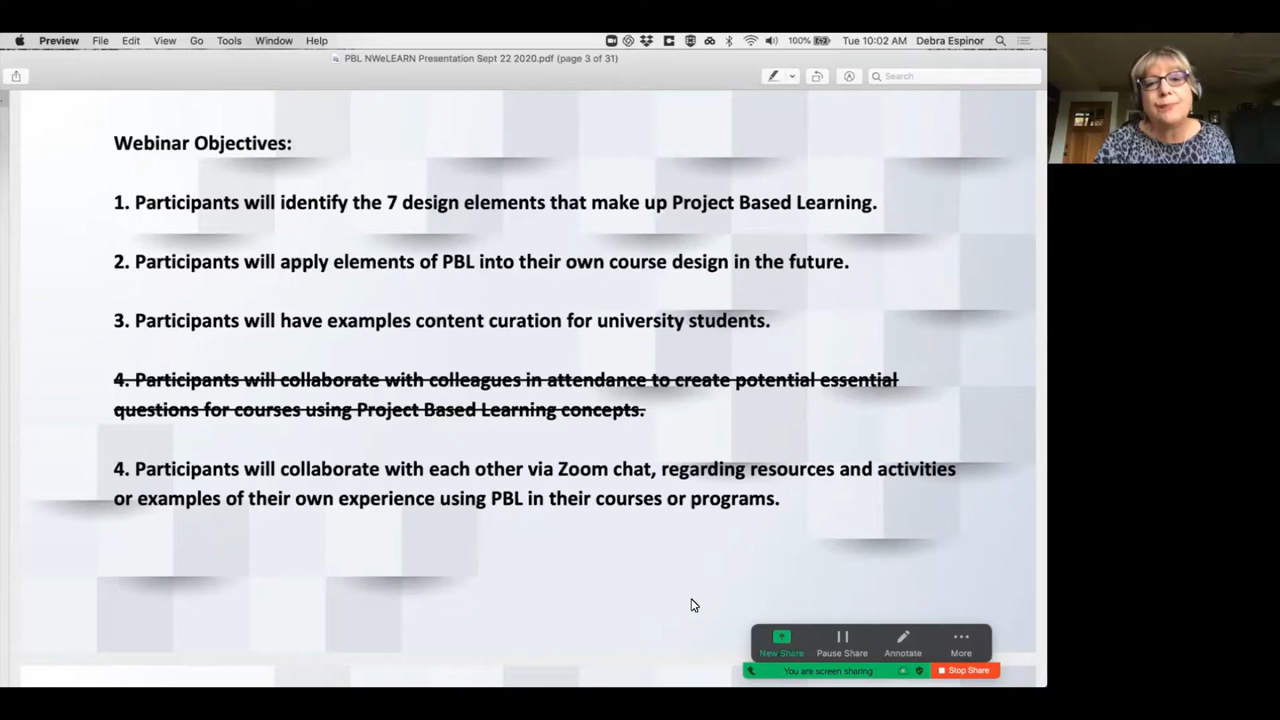 Preview File Edit View Go Tools Window Help 100% Tue 10:02 AM Debra Espinor
PBL NWeLEARN Presentation Sept 22 2020.pdf (page 3 of 31)
Search
Webinar Objectives:
1. Participants will identify the 7 design elements that make up Project Based Learning.
2. Participants will apply elements of PBL into their own course design in the future.
3. Participants will have examples content curation for university students.
4. Participants will collaborate with colleagues in attendance to create potential essential
questions for courses using Project Based Learning concepts.
4. Participants will collaborate with each other via Zoom chat, regarding resources and activities
or examples of their own experience using PBL in their courses or programs.
New Share Pause Share Annotate More
You are screen sharing Stop Share